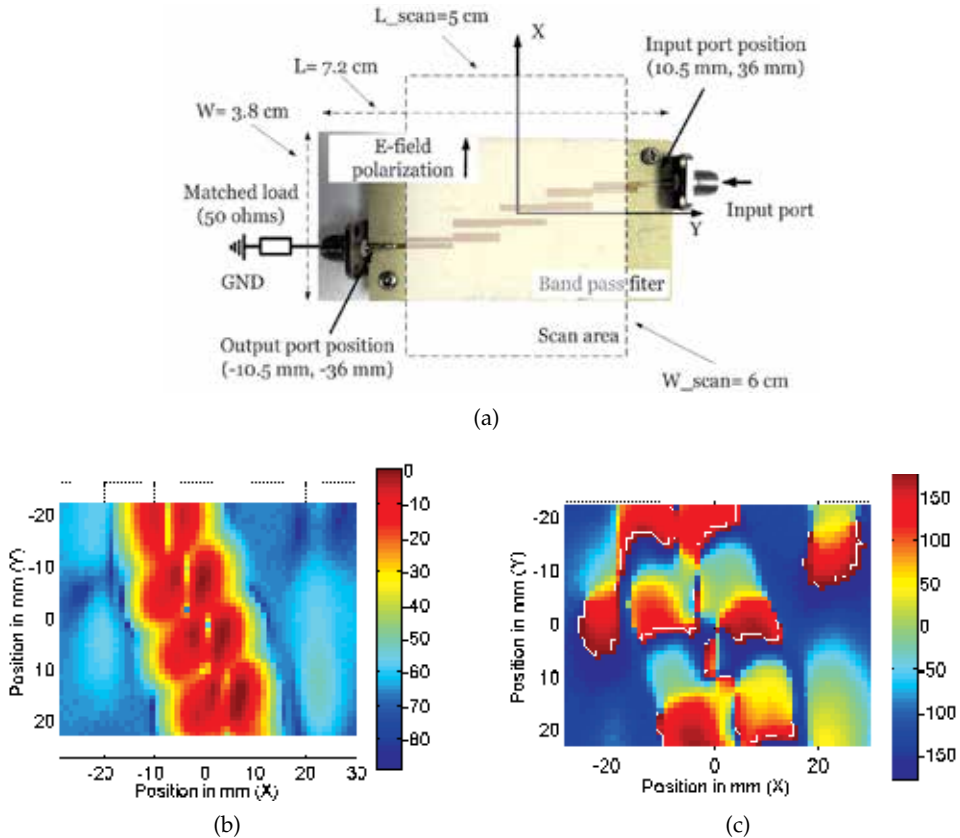 L_scan=5 cm
X
Input port position
(10.5 mm, 36 mm)
L= 7.2 cm
W= 3.8 cm
E-field
polarization
Matched load
(50 ohms)
Input port
Y
GND
Band pass fiter
Scan area
Output port position
(-10.5 mm, -36 mm)
W_scan= 6 cm
(a)
0
-10
-20
-30
-40
-50
-60
-70
-80
-20
-10
0
10
20
Position in mm (Y)
-20 -10 0 10 20 30
Position in mm (X)
(b)
150
100
50
0
-50
-100
-150
-20
-10
0
10
20
Position in mm (Y)
-20 0 20
Position in mm (X)
(c)